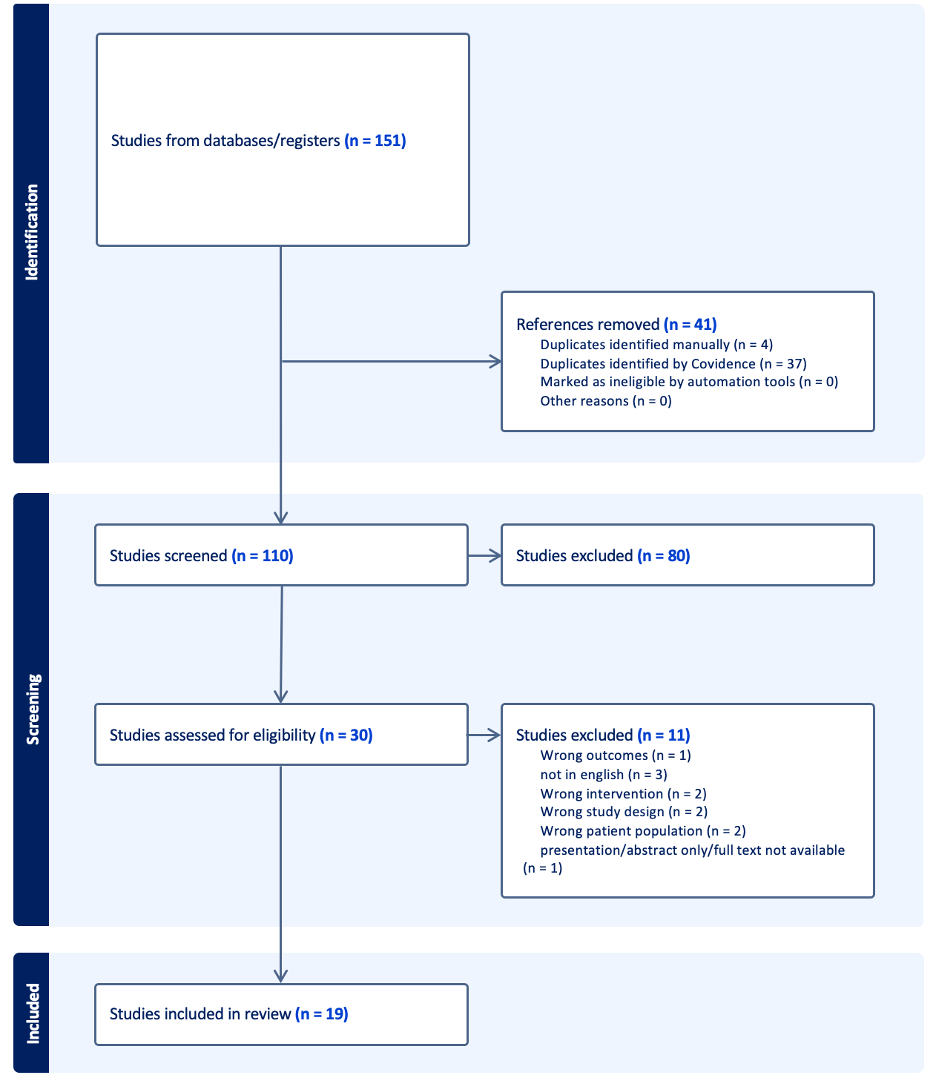 Identification
Studies from databases/registers (n = 151)
References removed (n = 41)
Duplicates identified manually (n = 4)
Duplicates identified by Covidence (n = 37)
Marked as ineligible by automation tools (n = 0)
Other reasons (n = 0)
Screening
Studies screened (n = 110)
Studies excluded (n = 80)
Studies assessed for eligibility (n = 30)
Studies excluded (n = 11)
Wrong outcomes (n = 1)
not in english (n = 3)
Wrong intervention (n = 2)
Wrong study design (n = 2)
Wrong patient population (n = 2)
presentation/abstract only/full text not available
(n = 1)
Included
Studies included in review (n = 19)